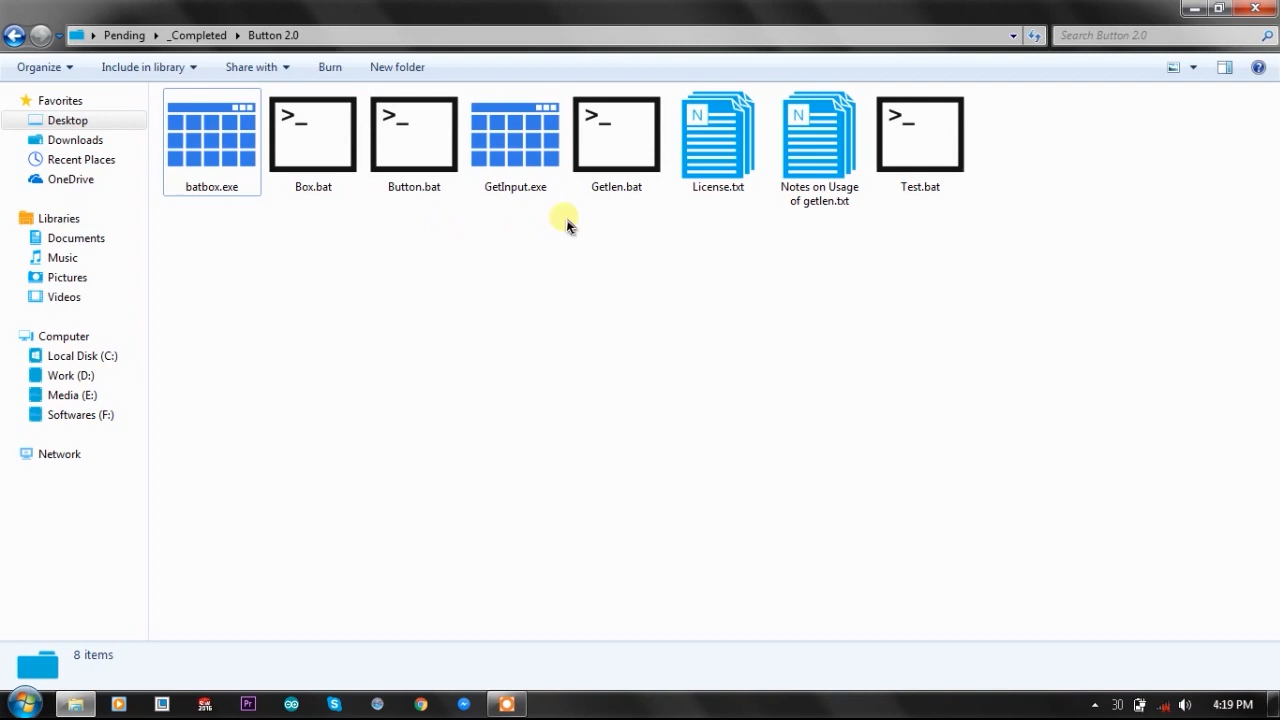 Pending
_Completed
Button 2.0
Search Button 2.0
Organize
Include in library
Share with
Burn
New folder
Favorites
Desktop
Downloads
Recent Places
OneDrive
Libraries
Documents
Music
Pictures
Videos
Computer
Local Disk (C:)
Work (D:)
Media (E:)
Softwares (F:)
Network
>_
>_
>_
N
N
>_
batbox.exe
Box.bat
Button.bat
GetInput.exe
Getlen.bat
License.txt
Notes on Usage
of getlen.txt
Test.bat
8 items
Pr
30
4:19 PM